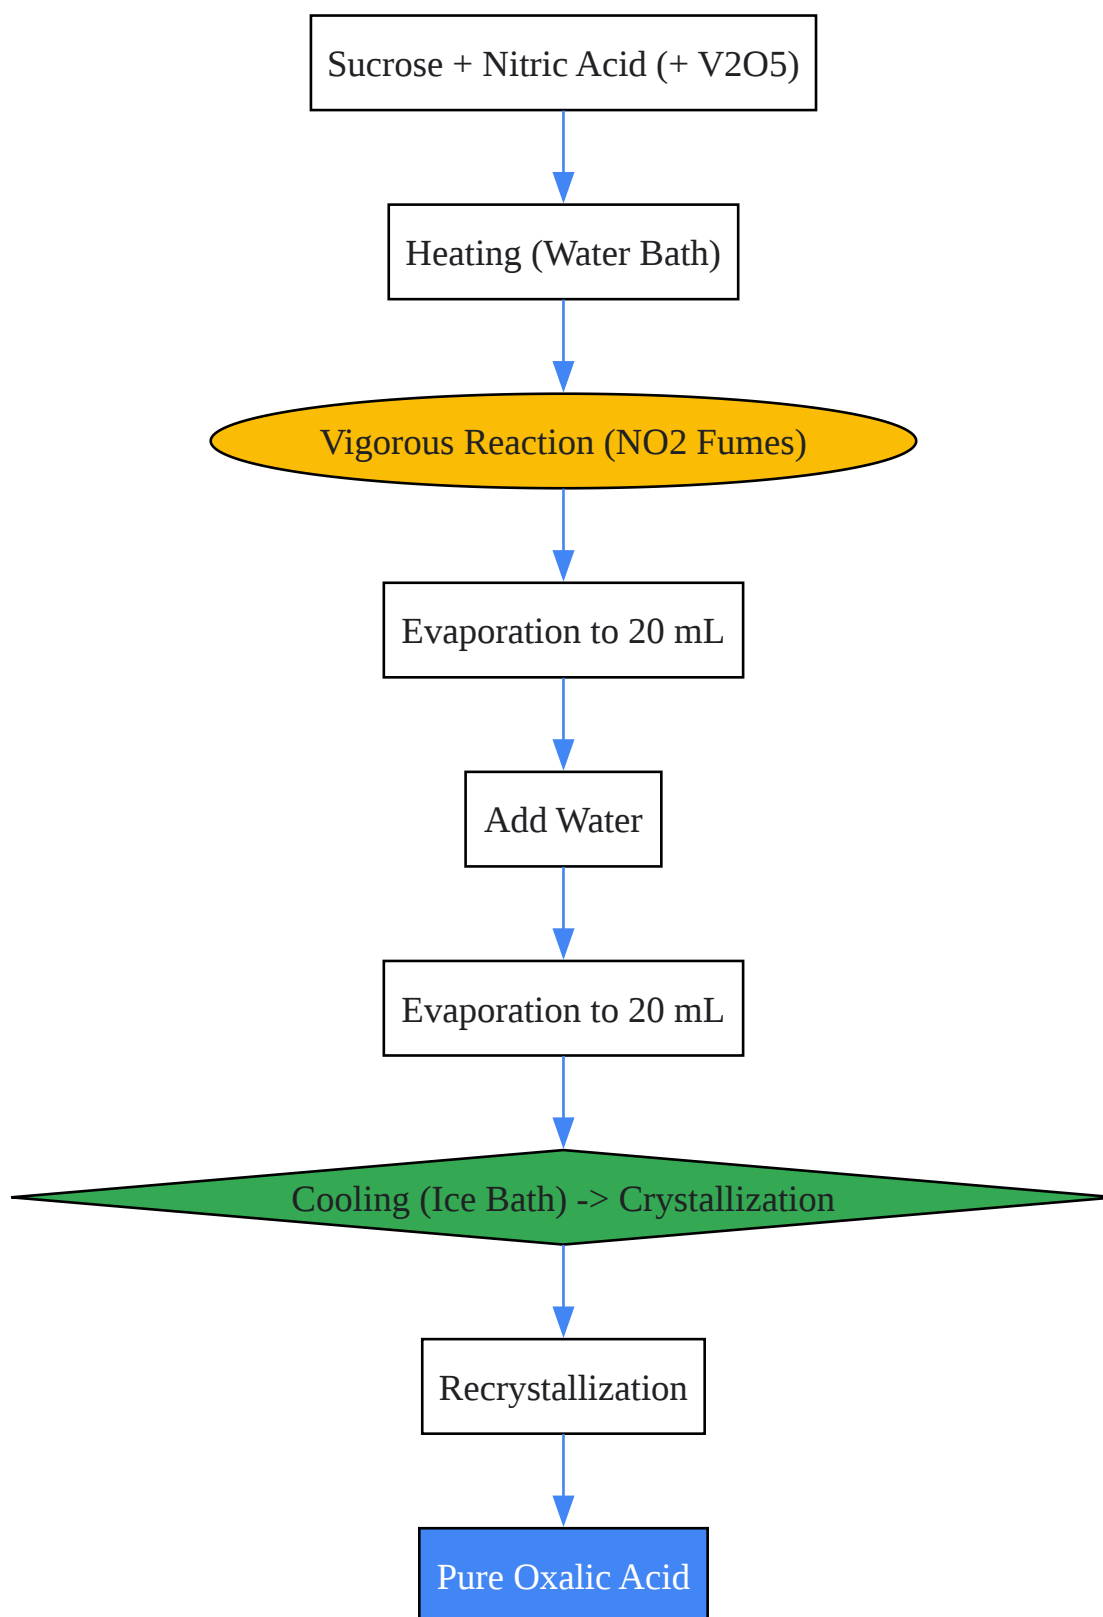 Sucrose + Nitric Acid (+ V2O5)
Heating (Water Bath)
Vigorous Reaction (NO2 Fumes)
Evaporation to 20 mL
Add Water
Evaporation to 20 mL
Cooling (Ice Bath) -> Crystallization
Recrystallization
Pure Oxalic Acid